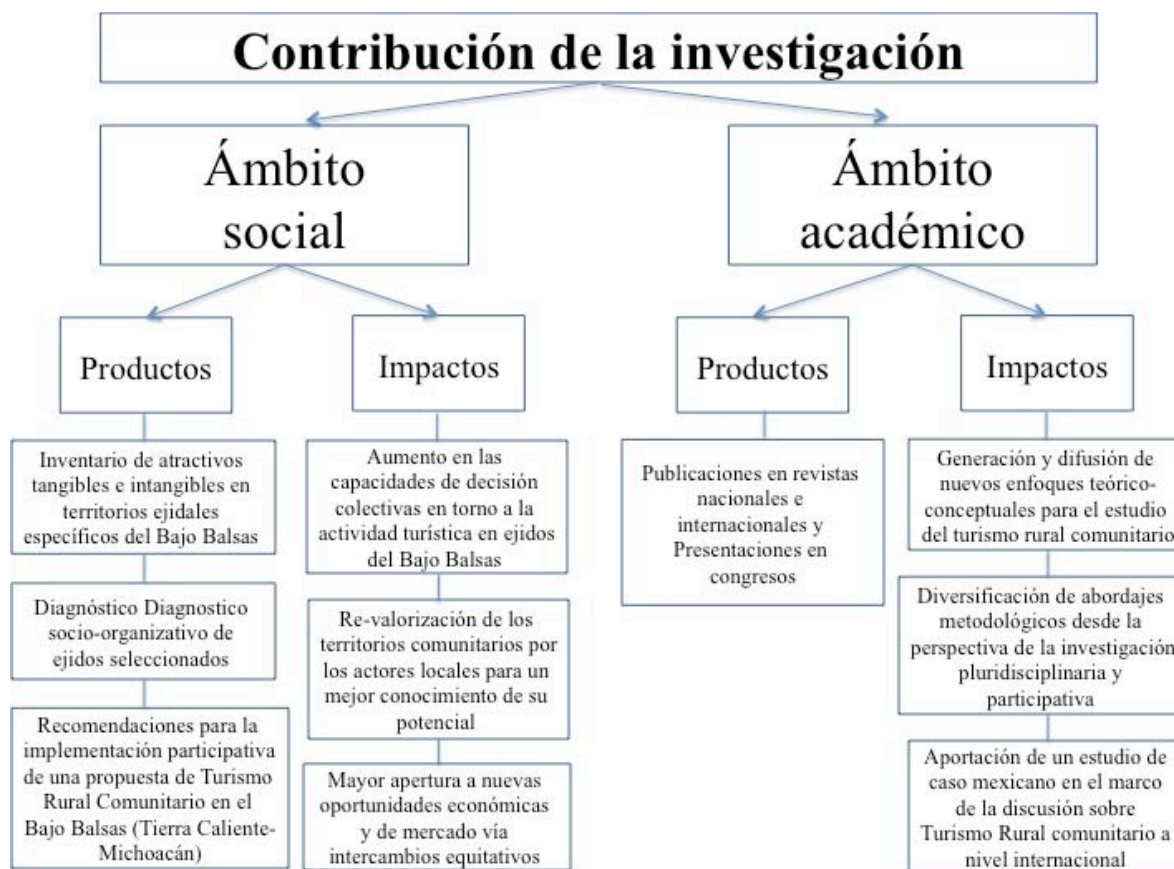 Contribución de la investigación
Ámbito
social
Ámbito
académico
Productos
Impactos
Productos
Impactos
Inventario de atractivos
tangibles e intangibles en
territorios ejidales
específicos del Bajo Balsas
Diagnóstico Diagnostico
socio-organizativo de
ejidos seleccionados
Recomendaciones para la
implementación participativa
de una propuesta de Turismo
Rural Comunitario en el
Bajo Balsas (Tierra Caliente-
Michoacán)
Aumento en las
capacidades de decisión
colectivas en torno a la
actividad turística en ejidos
del Bajo Balsas
Re-valorización de los
territorios comunitarios por
los actores locales para un
mejor conocimiento de su
potencial
Mayor apertura a nuevas
oportunidades económicas
y de mercado vía
intercambios equitativos
Publicaciones en revistas
nacionales e
internacionales y
Presentaciones en
congresos
Generación y difusión de
nuevos enfoques teórico-
conceptuales para el estudio
del turismo rural comunitario
Diversificación de abordajes
metodológicos desde la
perspectiva de la investigación
pluridisciplinaria y
participativa
Aportación de un estudio de
caso mexicano en el marco
de la discusión sobre
Turismo Rural comunitario a
nivel internacional